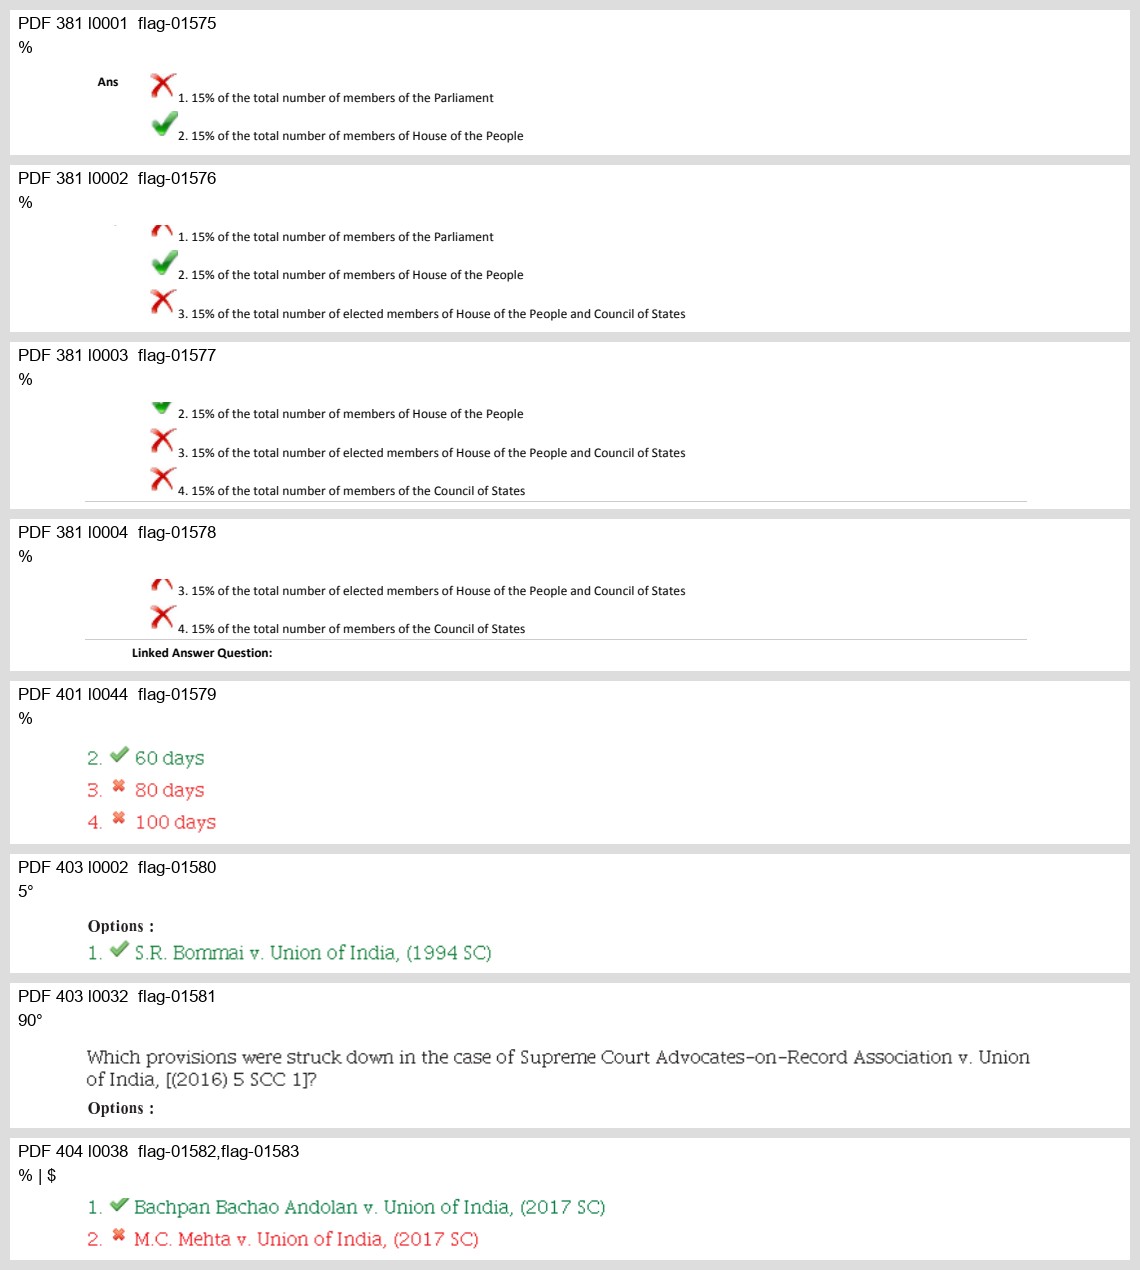 PDF 381 l0001 flag-01575
%
Ans
1. 15% of the total number of members of the Parliament
2. 15% of the total number of members of House of the People
PDF 381 l0002 flag-01576
%
1. 15% of the total number of members of the Parliament
2. 15% of the total number of members of House of the People
3. 15% of the total number of elected members of House of the People and Council of States
PDF 381 l0003 flag-01577
%
2. 15% of the total number of members of House of the People
3. 15% of the total number of elected members of House of the People and Council of States
4. 15% of the total number of members of the Council of States
PDF 381 l0004 flag-01578
%
3. 15% of the total number of elected members of House of the People and Council of States
4. 15% of the total number of members of the Council of States
Linked Answer Question:
PDF 401 l0044 flag-01579
%
2. 60 days
3. 80 days
4. 100 days
PDF 403 l0002 flag-01580
5°
Options :
1. S.R. Bommai v. Union of India, (1994 SC)
PDF 403 l0032 flag-01581
90°
Which provisions were struck down in the case of Supreme Court Advocates-on-Record Association v. Union
of India, [(2016) 5 SCC 1]?
Options :
PDF 404 l0038 flag-01582,flag-01583
% | $
1. Bachpan Bachao Andolan v. Union of India, (2017 SC)
2. M.C. Mehta v. Union of India, (2017 SC)